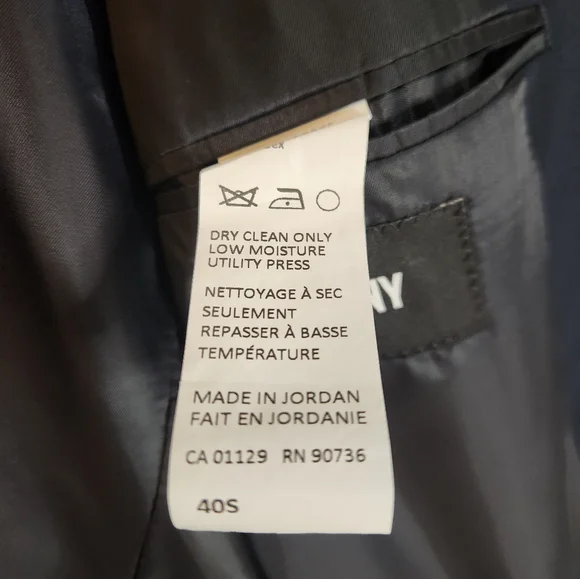 DRY CLEAN ONLY
LOW MOISTURE
UTILITY PRESS
NETTOYAGE À SEC
SEULEMENT
REPASSER À BASSE
TEMPÉRATURE
MADE IN JORDAN
FAIT EN JORDANIE
CA 01129 RN 90736
40S
NY